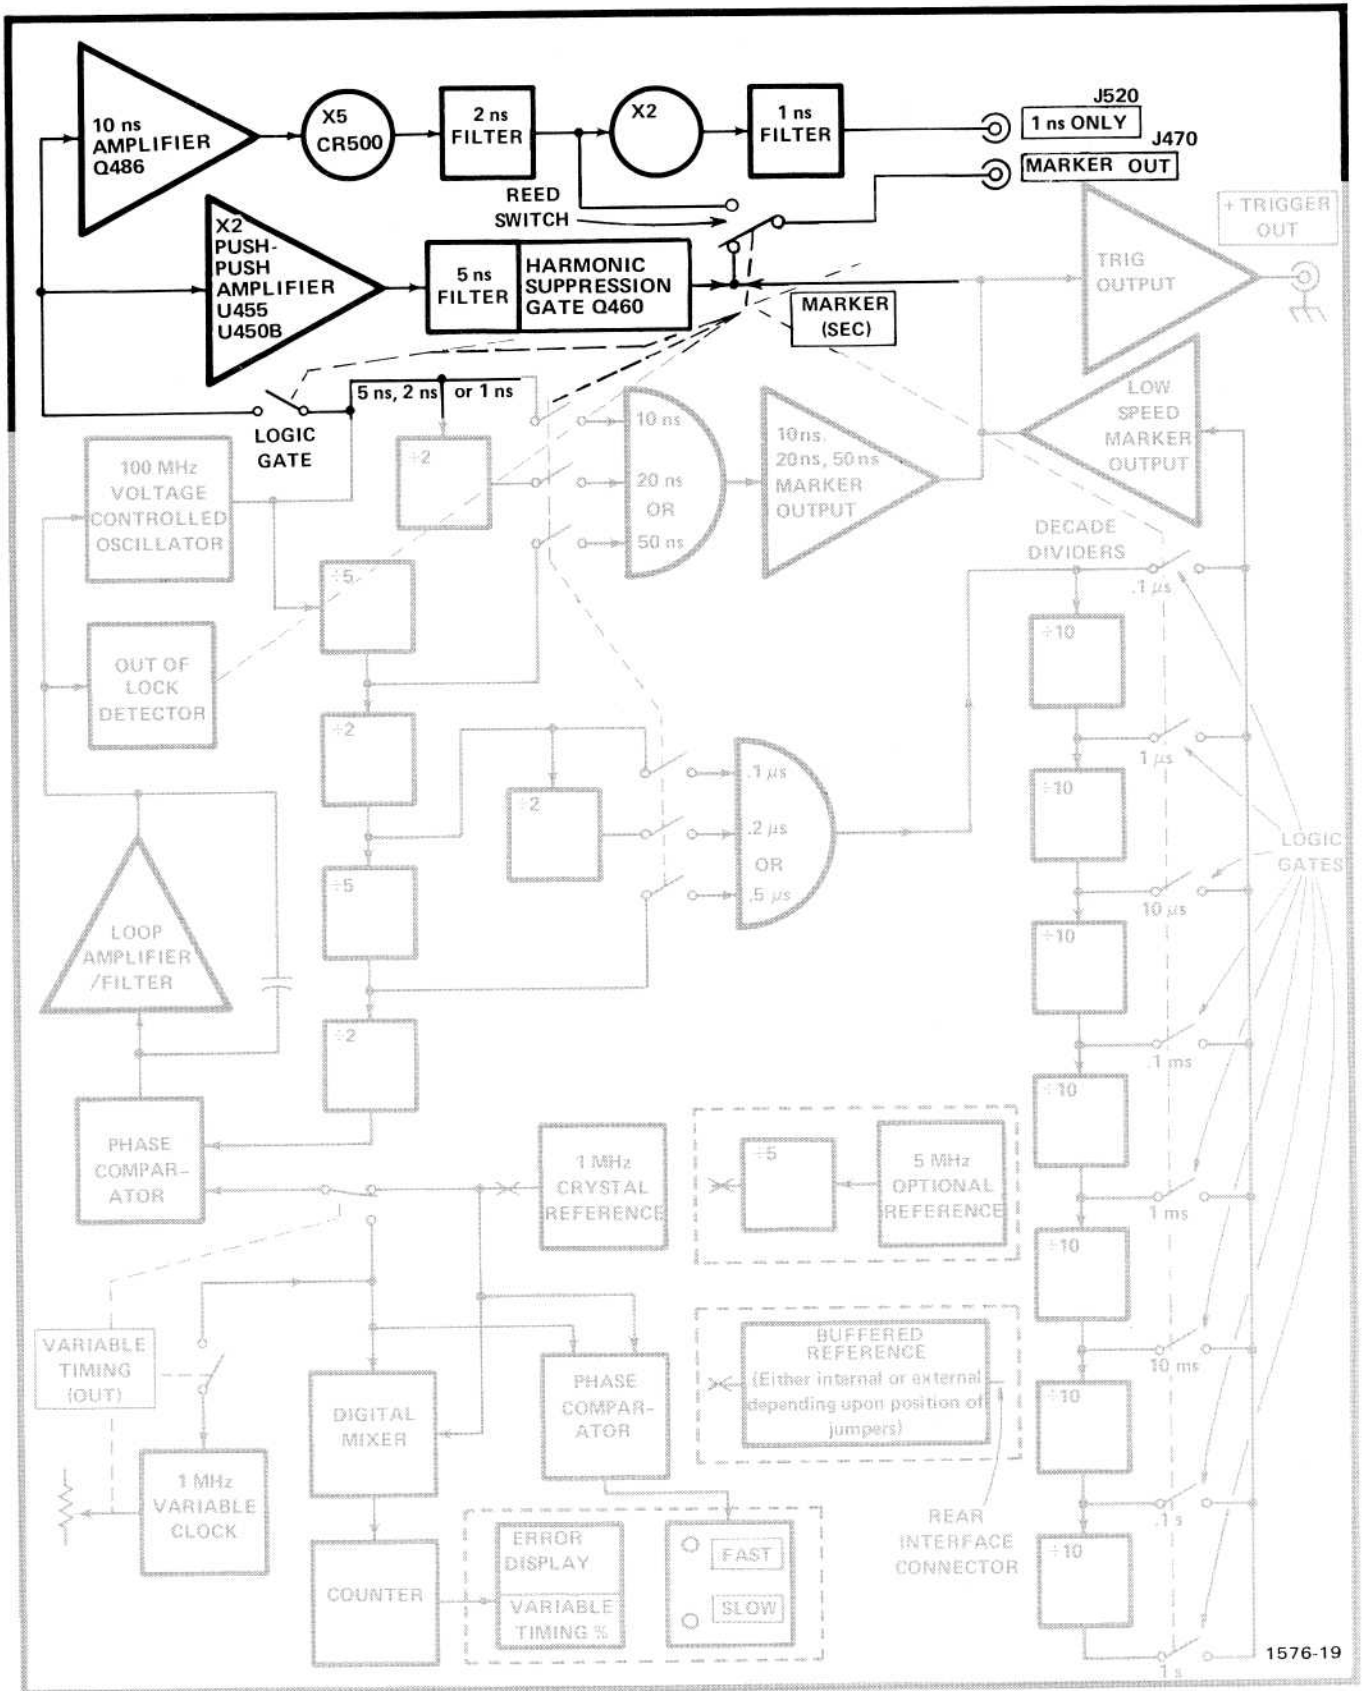 10 ns
AMPLIFIER
Q486
X5
CR500
2 ns
FILTER
X2
1 ns
FILTER
J520
1 ns ONLY
J470
MARKER OUT
REED
SWITCH
X2
PUSH-
PUSH
AMPLIFIER
U455
U450B
5 ns
FILTER
HARMONIC
SUPPRESSION
GATE Q460
MARKER
(SEC)
TRIG
OUTPUT
+ TRIGGER
OUT
5 ns, 2 ns or 1 ns
LOGIC
GATE
100 MHz
VOLTAGE
CONTROLLED
OSCILLATOR
÷2
10 ns
20 ns
OR
50 ns
10ns.
20ns, 50ns
MARKER
OUTPUT
LOW
SPEED
MARKER
OUTPUT
DECADE
DIVIDERS
÷5
OUT OF
LOCK
DETECTOR
÷2
÷2
.1 μs
.2 μs
OR
.5 μs
÷5
÷2
LOOP
AMPLIFIER
/FILTER
.1 μs
÷10
1 μs
÷10
10 μs
÷10
.1 ms
÷10
1 ms
÷10
10 ms
÷10
.1 s
÷10
1 s
LOGIC
GATES
PHASE
COMPAR-
ATOR
1 MHz
CRYSTAL
REFERENCE
÷5
5 MHz
OPTIONAL
REFERENCE
VARIABLE
TIMING
(OUT)
BUFFERED
REFERENCE
(Either internal or external
depending upon position of
jumpers)
DIGITAL
MIXER
PHASE
COMPAR-
ATOR
1 MHz
VARIABLE
CLOCK
REAR
INTERFACE
CONNECTOR
COUNTER
ERROR
DISPLAY
VARIABLE
TIMING %
FAST
SLOW
1576-19